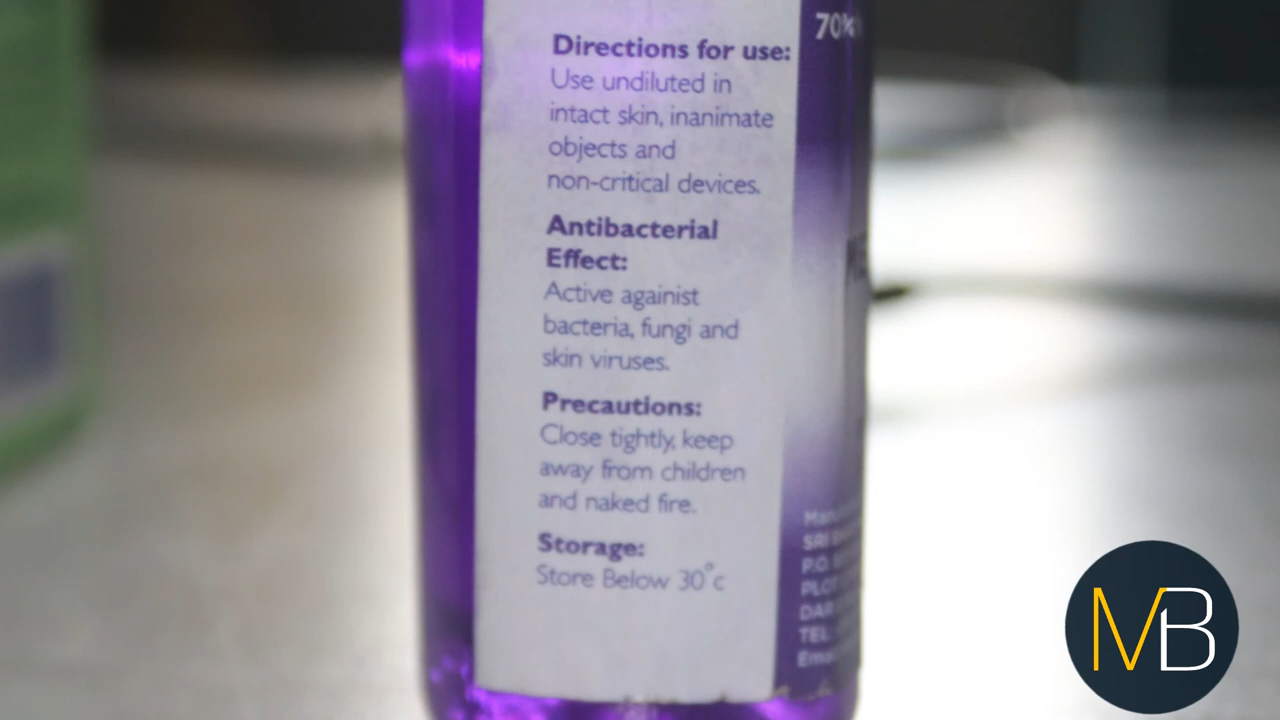 Directions for use:
Use undiluted in
intact skin, inanimate
objects and
non-critical devices.
Antibacterial
Effect:
Active againist
bacteria, fungi and
skin viruses.
Precautions:
Close tightly, keep
away from children
and naked fire.
Storage:
Store Below 30°c
70%
SRI
P.O.
TEL
MB